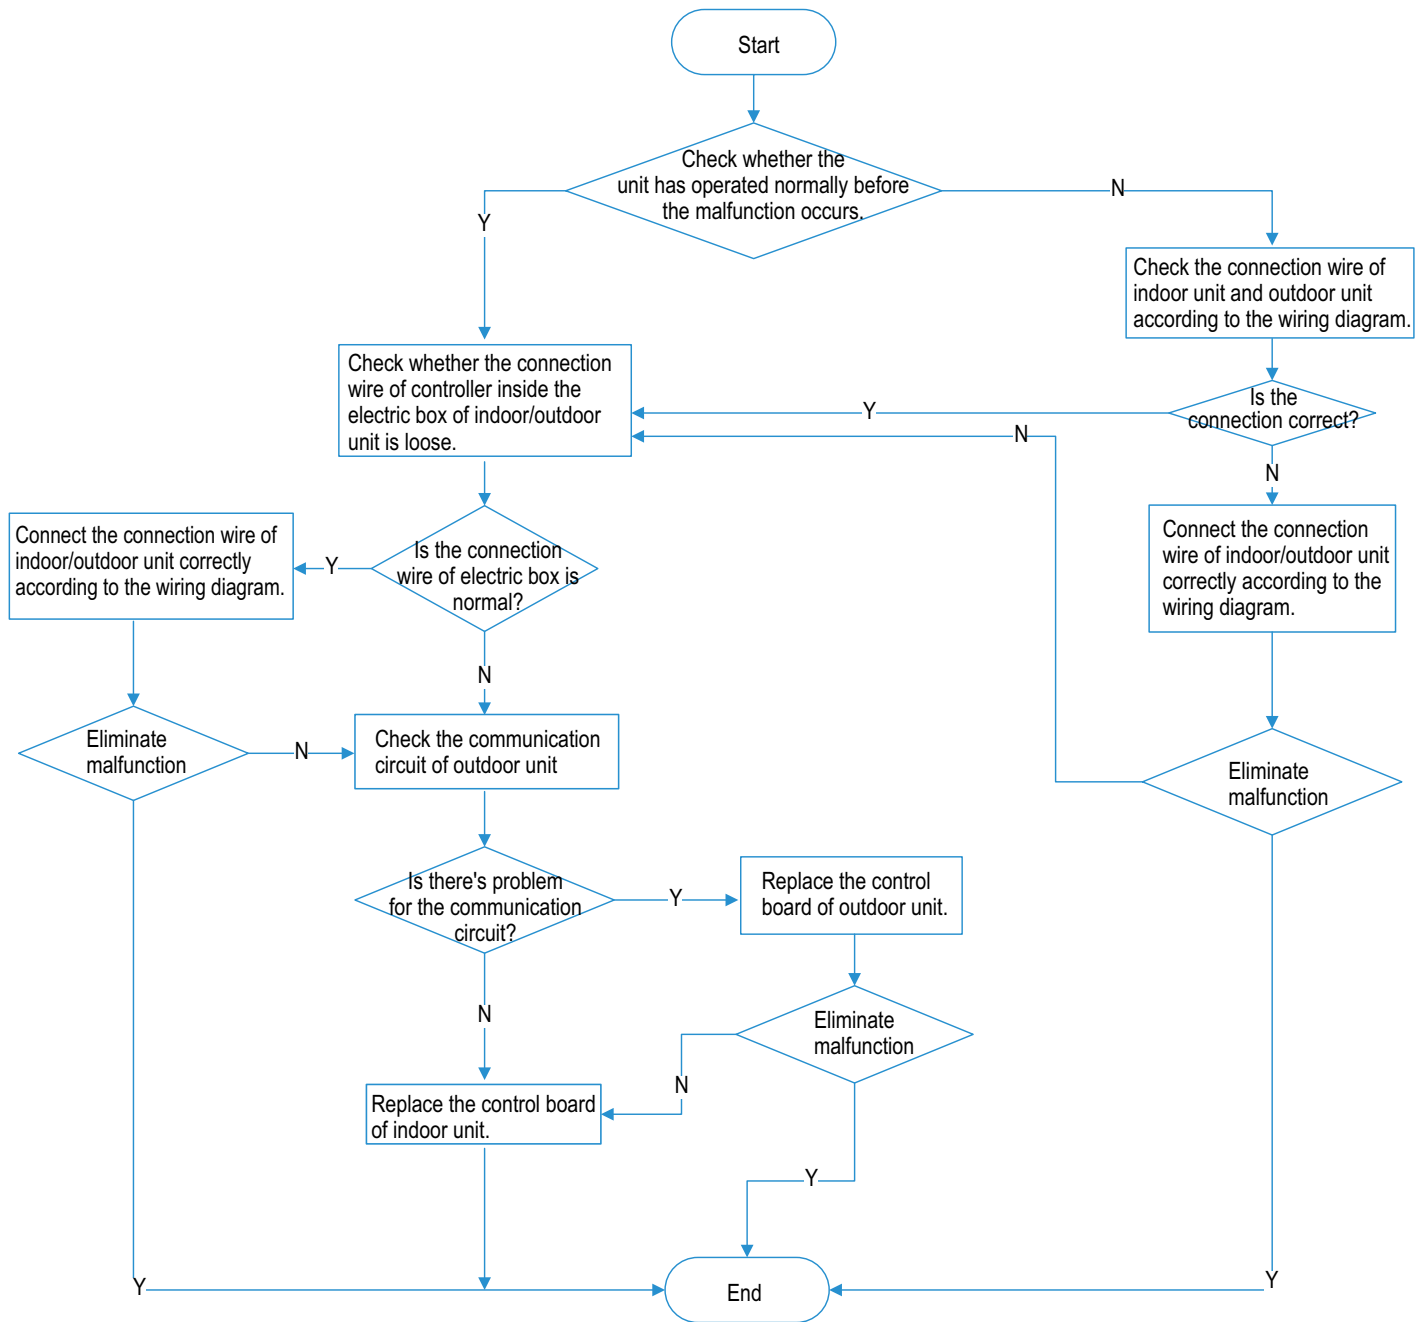 Start
Check whether the
unit has operated normally before
the malfunction occurs.
N
Y
Check the connection wire of
indoor unit and outdoor unit
according to the wiring diagram.
Check whether the connection
wire of controller inside the
electric box of indoor/outdoor
unit is loose.
Y
Is the
connection correct?
N
N
Connect the connection wire of
indoor/outdoor unit correctly
according to the wiring diagram.
Y
Is the connection
wire of electric box is
normal?
Connect the connection
wire of indoor/outdoor unit
correctly according to the
wiring diagram.
N
Eliminate
malfunction
N
Check the communication
circuit of outdoor unit
Eliminate
malfunction
Is there's problem
for the communication
circuit?
Y
Replace the control
board of outdoor unit.
N
Eliminate
malfunction
N
Replace the control board
of indoor unit.
Y
Y
End
Y